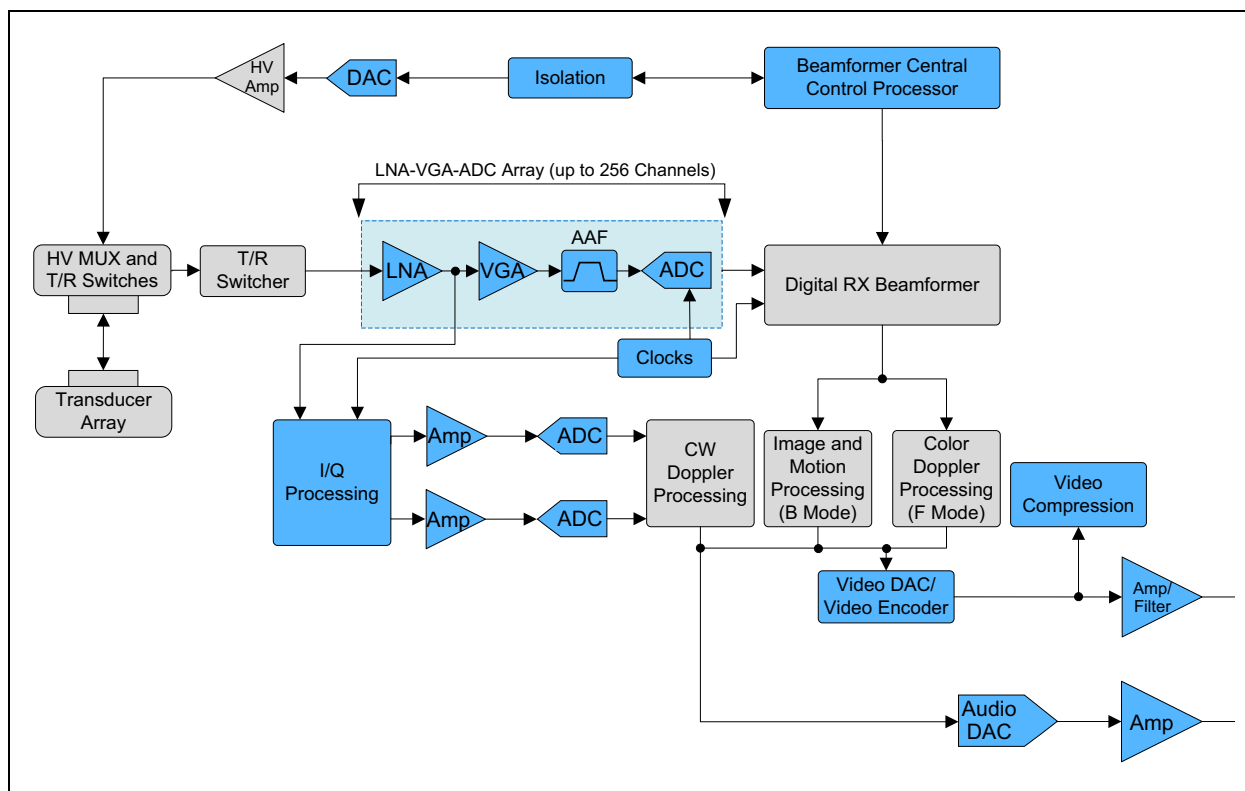 HV
Amp
DAC
Isolation
Beamformer Central
Control Processor
LNA-VGA-ADC Array (up to 256 Channels)
HV MUX and
T/R Switches
T/R
Switcher
LNA
VGA
AAF
ADC
Digital RX Beamformer
Clocks
Transducer
Array
I/Q
Processing
Amp
ADC
Amp
ADC
CW
Doppler
Processing
Image and
Motion
Processing
(B Mode)
Color
Doppler
Processing
(F Mode)
Video
Compression
Video DAC/
Video Encoder
Amp/
Filter
Audio
DAC
Amp